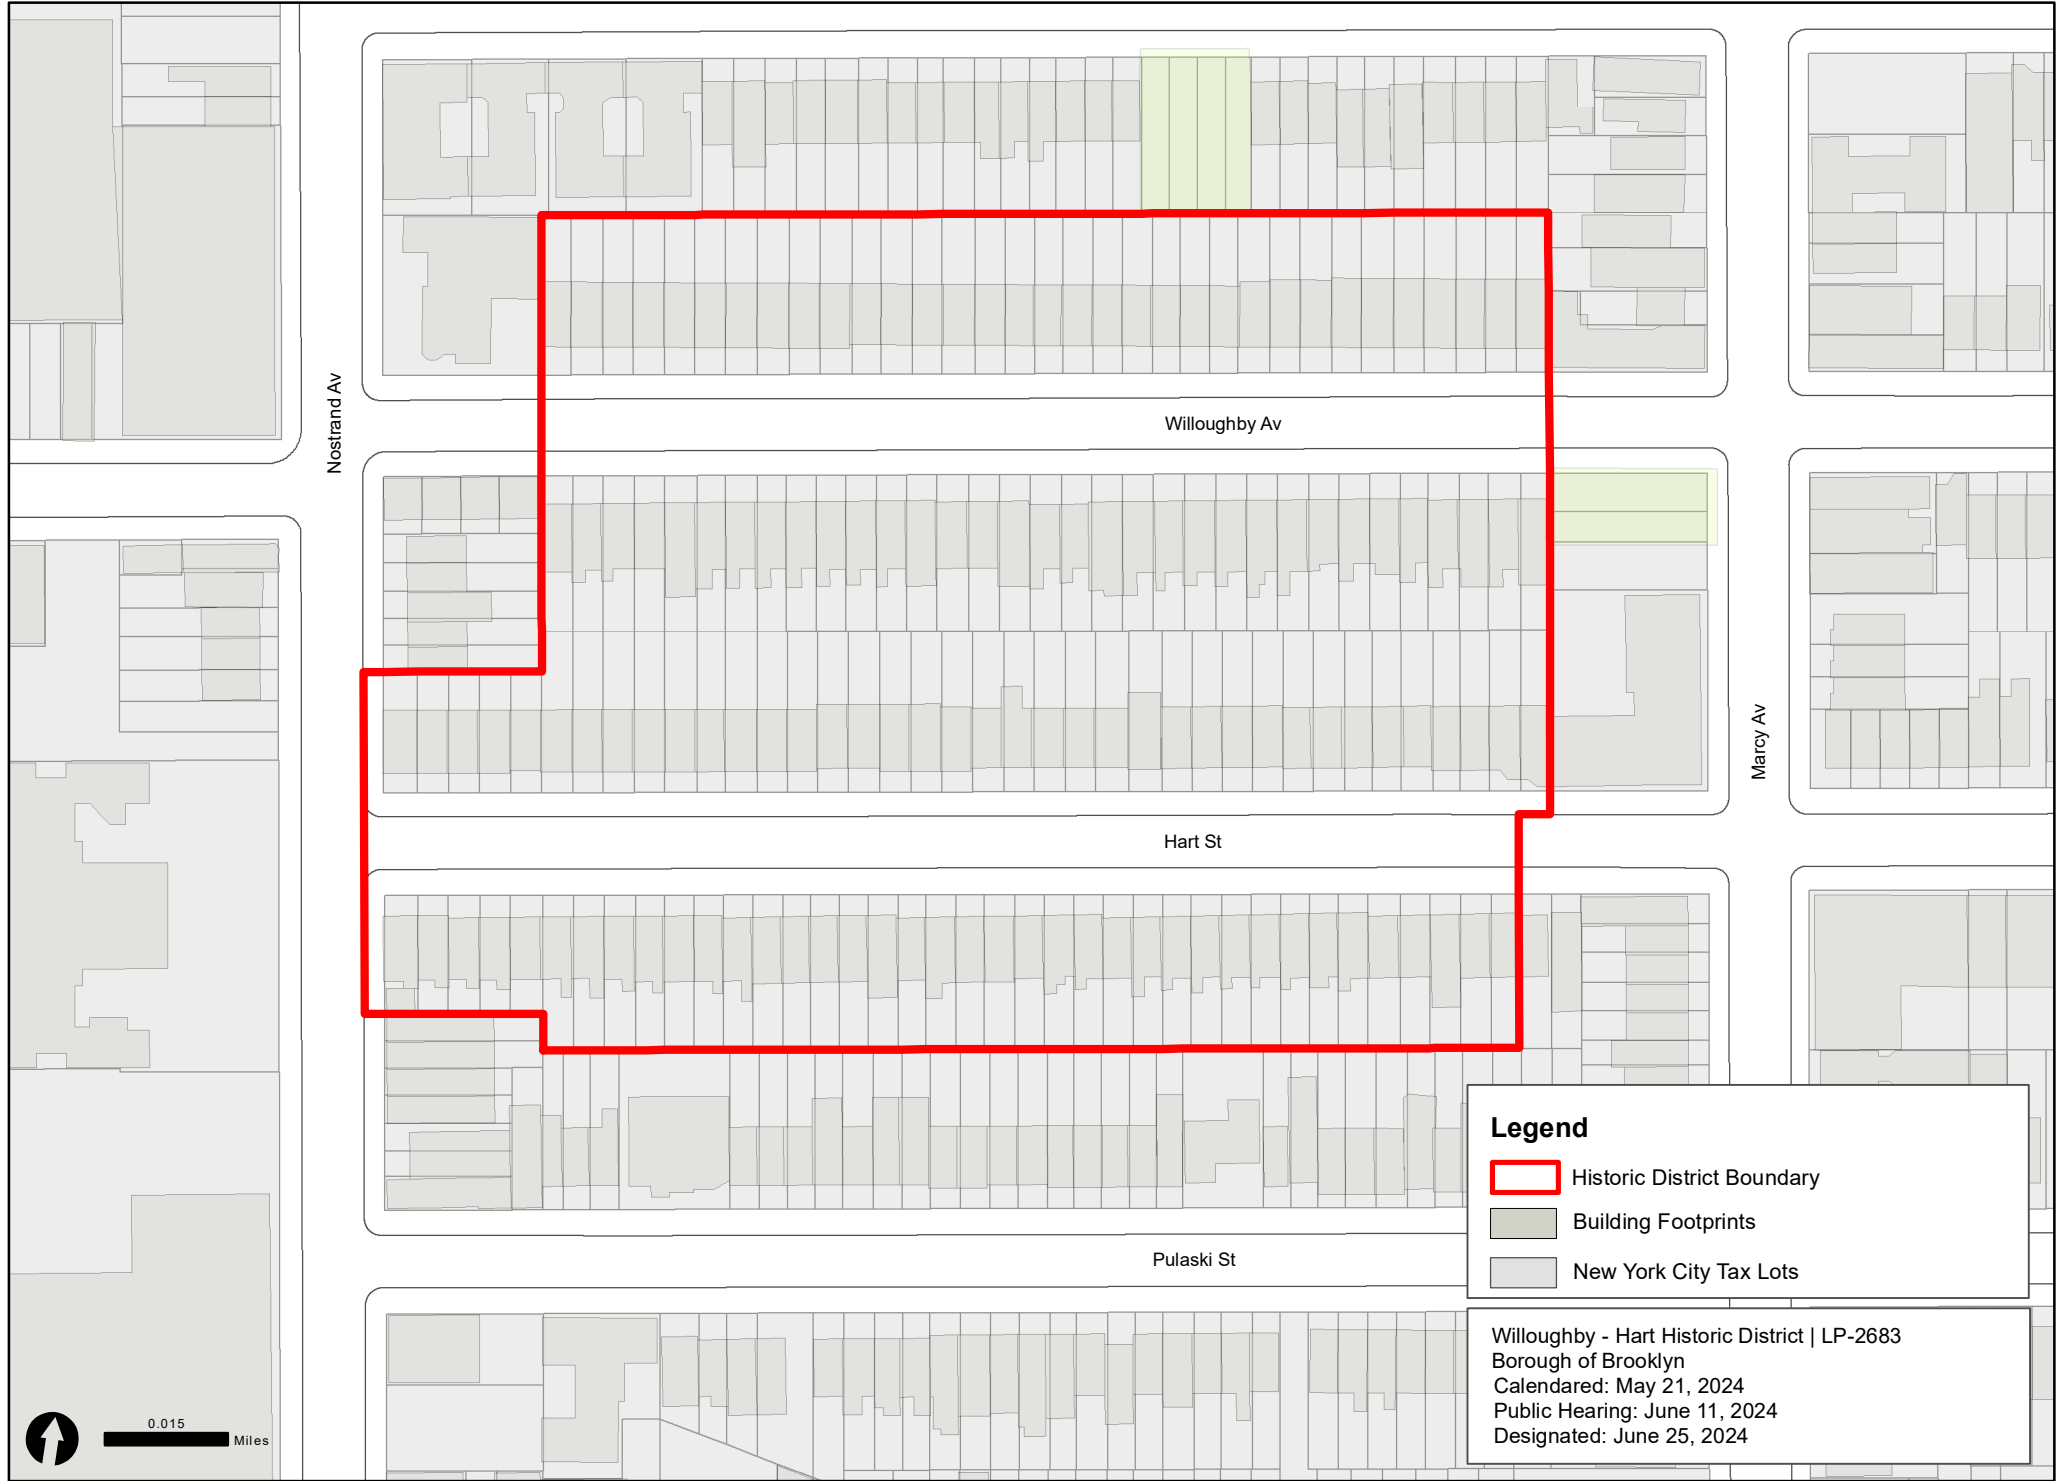 Willoughby Av
Nostrand Av
Marcy Av
Hart St
Pulaski St
Legend
Historic District Boundary
Building Footprints
New York City Tax Lots
Willoughby - Hart Historic District | LP-2683
Borough of Brooklyn
Calendared: May 21, 2024
Public Hearing: June 11, 2024
Designated: June 25, 2024
0.015
Miles